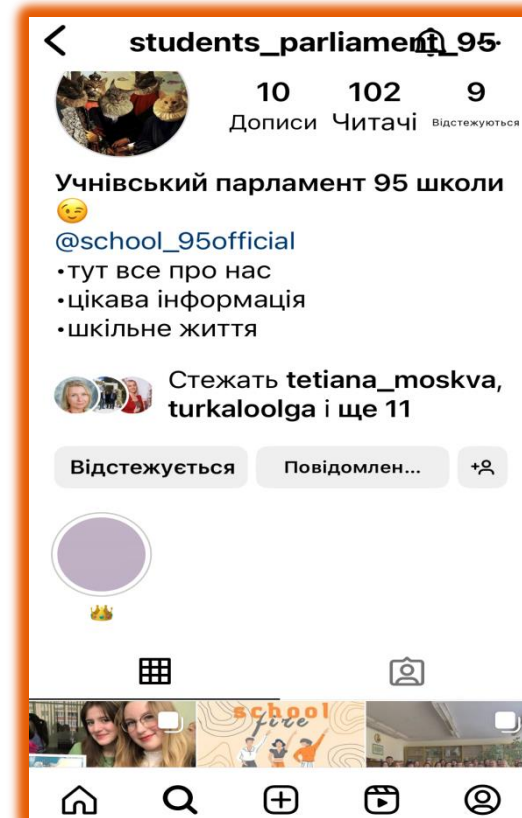 students_parliament_95
10 102 9
Дописи Читачі Відстежуються
Учнівський парламент 95 школи
😉
@school_95official
•тут все про нас
•цікава інформація
•шкільне життя
Стежать tetiana_moskva,
turkaloolga і ще 11
Відстежується Повідомлен...
👑
school
fire